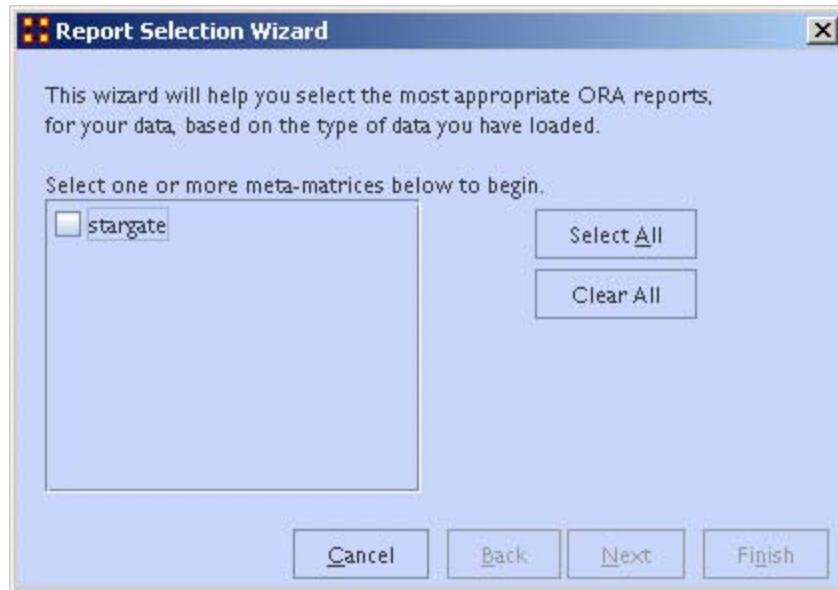 Report Selection Wizard
This wizard will help you select the most appropriate ORA reports,
for your data, based on the type of data you have loaded.
Select one or more meta-matrices below to begin.
stargate
Select All
Clear All
Cancel Back Next Finish